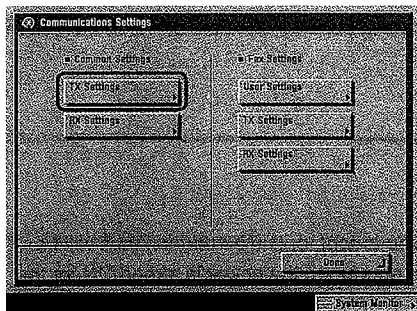 Communications Settings
Common Settings
TX Settings
RX Settings
Fax Settings
User Settings
TX Settings
RX Settings
Done
System Monitor